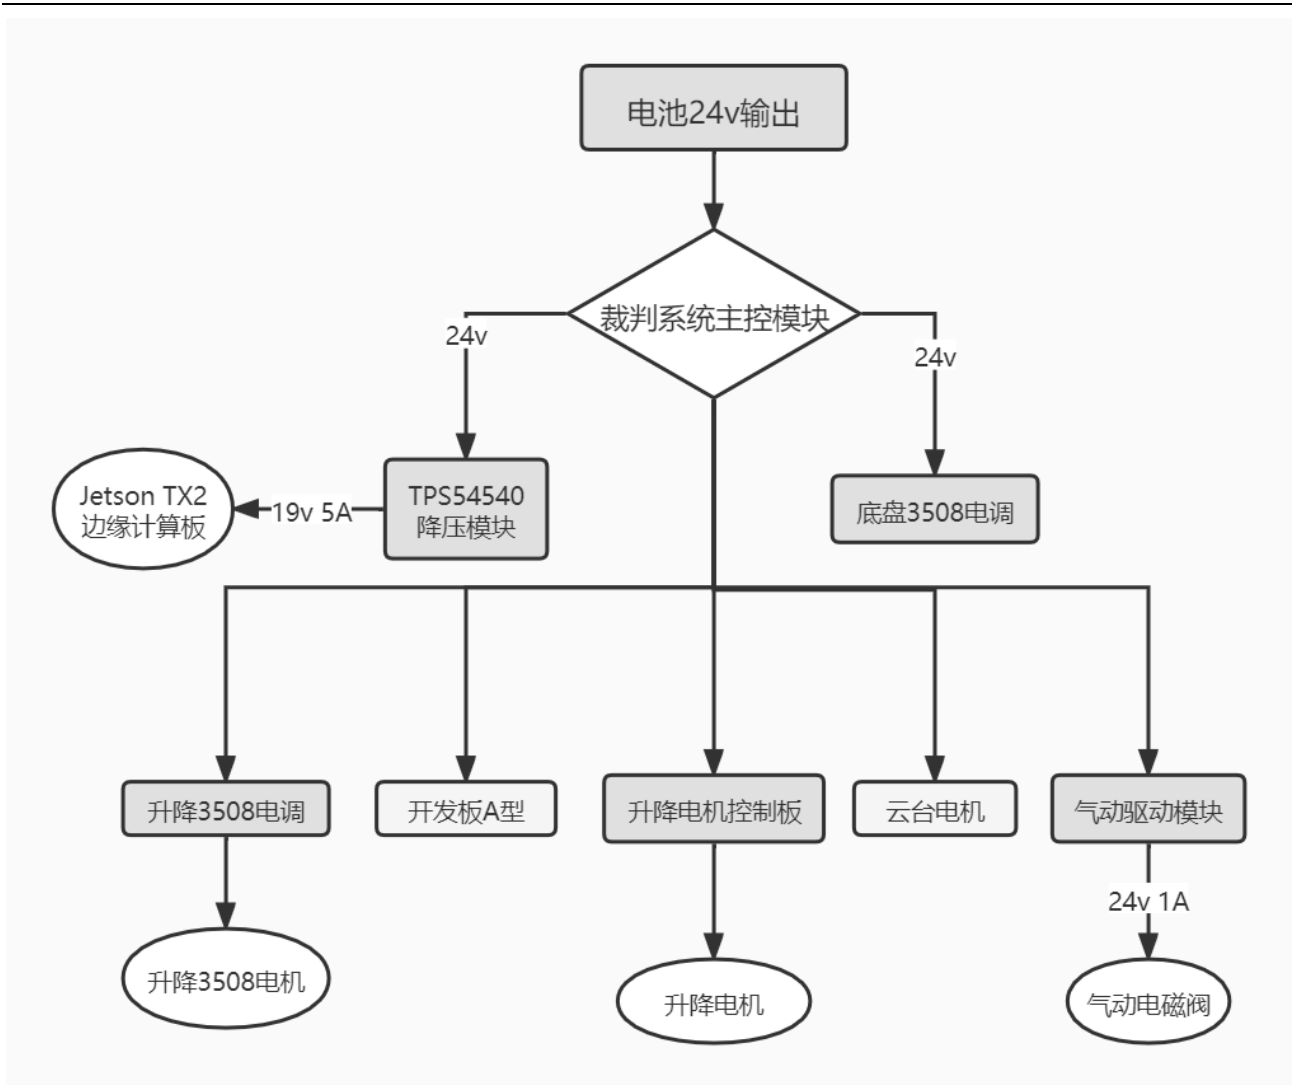 电池24v输出
裁判系统主控模块
24v
24v
Jetson TX2
边缘计算板
19v 5A
TPS54540
降压模块
底盘3508电调
升降3508电调
开发板A型
升降电机控制板
云台电机
气动驱动模块
24v 1A
升降3508电机
升降电机
气动电磁阀